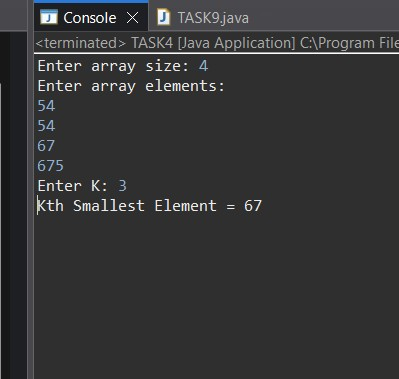 Console TASK9.java
<terminated> TASK4 [Java Application] C:\Program File
Enter array size: 4
Enter array elements:
54
54
67
675
Enter K: 3
Kth Smallest Element = 67